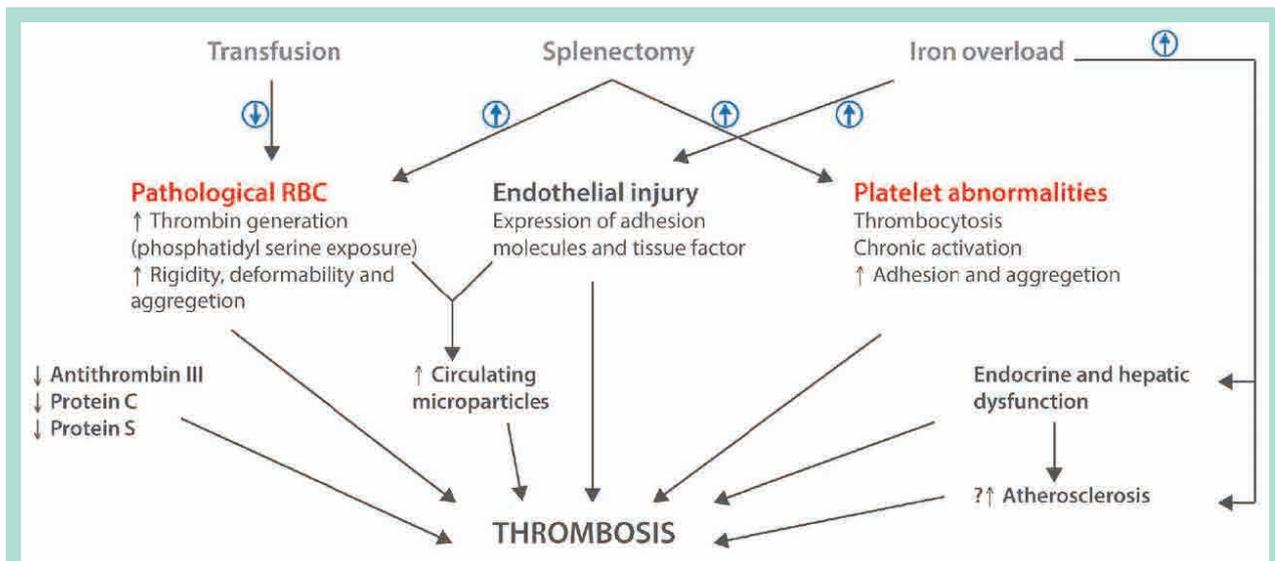 Transfusion
Splenectomy
Iron overload
Pathological RBC
↑ Thrombin generation
(phosphatidyl serine exposure)
↑ Rigidity, deformability and
aggregetion
Endothelial injury
Expression of adhesion
molecules and tissue factor
Platelet abnormalities
Thrombocytosis
Chronic activation
↑ Adhesion and aggregetion
↓ Antithrombin III
↓ Protein C
↓ Protein S
↑ Circulating
microparticles
Endocrine and hepatic
dysfunction
?↑ Atherosclerosis
THROMBOSIS